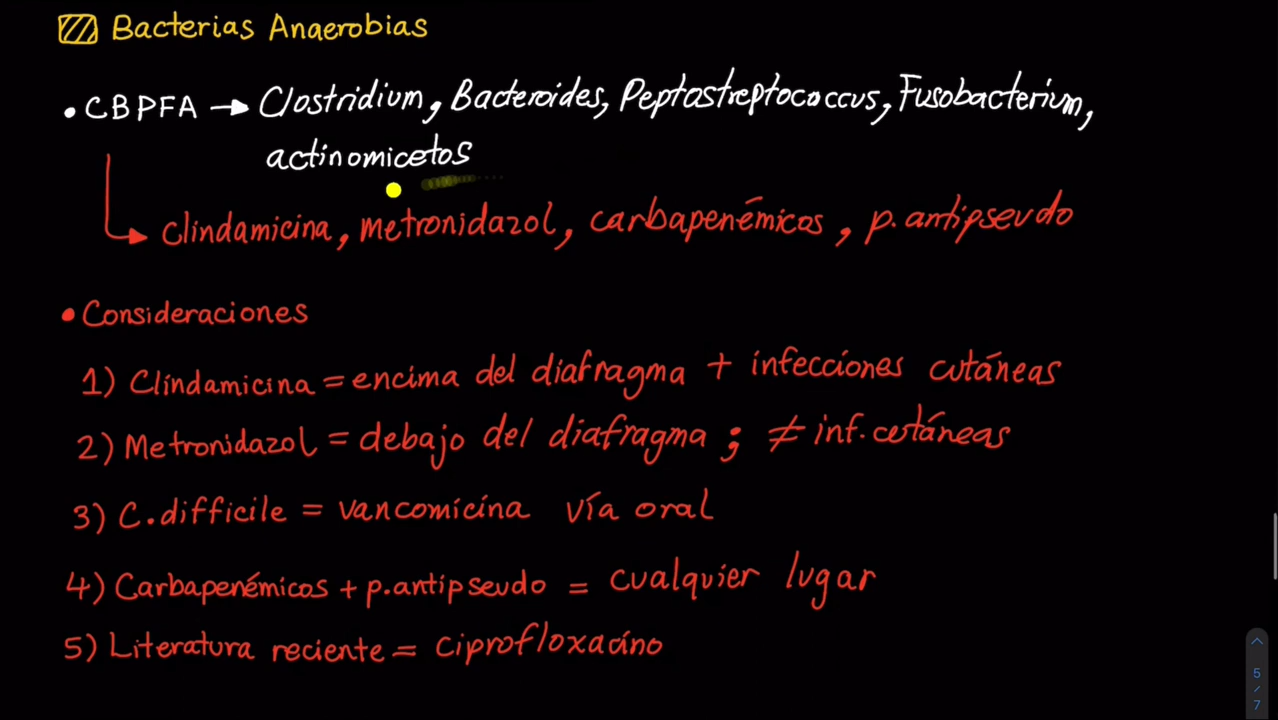 Bacterias Anaerobias
• CBPFA → Clostridium, Bacteroides, Peptostreptococcus, Fusobacterium,
actinomicetos
clindamicina, metronidazol, carbapenémicos, p. antipseudo
• Consideraciones
1) Clindamicina = encima del diafragma + infecciones cutáneas
2) Metronidazol = debajo del diafragma ; ≠ inf. cutáneas
3) C. difficile = vancomicina vía oral
4) Carbapenémicos + p. antipseudo = cualquier lugar
5) Literatura reciente = ciprofloxacino
5
/
7